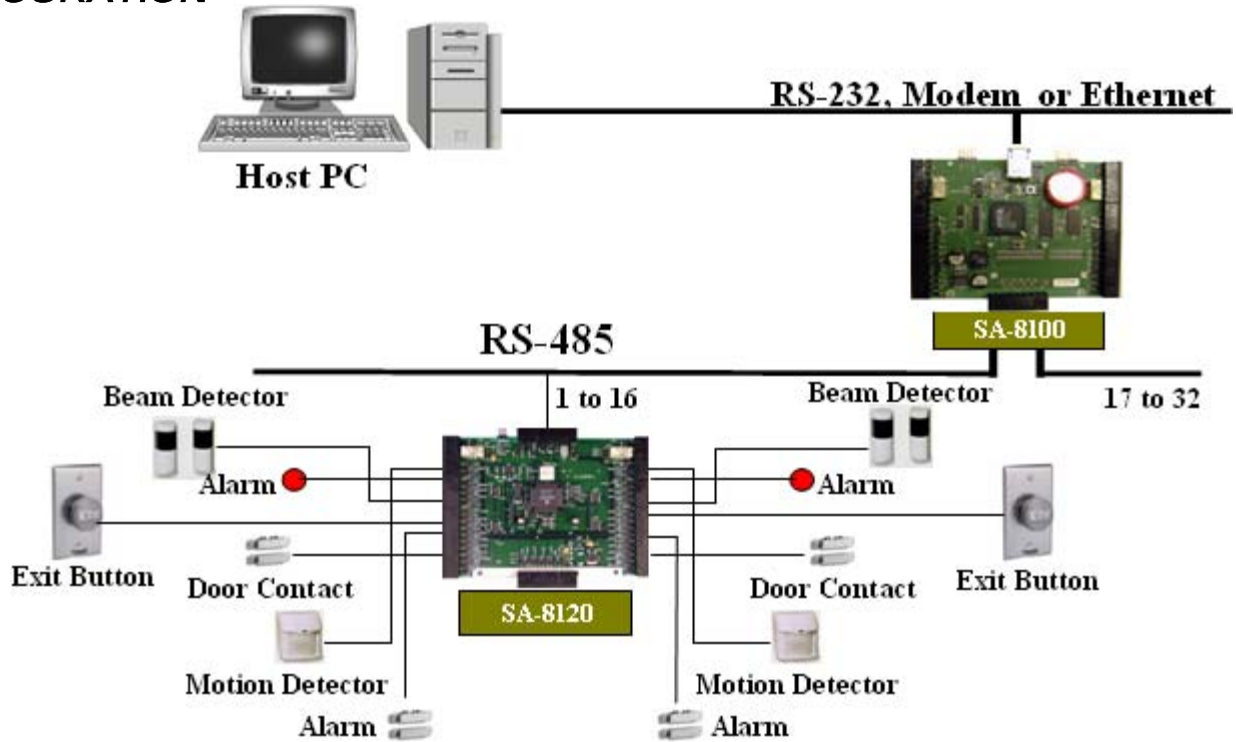 RS-232, Modem or Ethernet
Host PC
SA-8100
RS-485
Beam Detector
1 to 16
Beam Detector
17 to 32
Alarm
Alarm
Exit Button
Door Contact
Door Contact
Exit Button
SA-8120
Motion Detector
Motion Detector
Alarm
Alarm